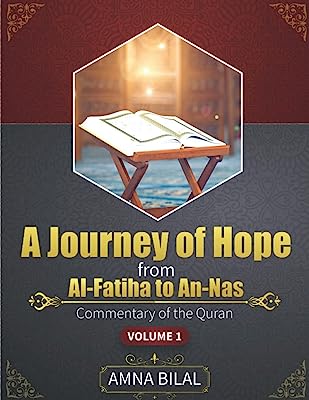 A Journey of Hope
from
Al-Fatiha to An-Nas
Commentary of the Quran
VOLUME 1
AMNA BILAL